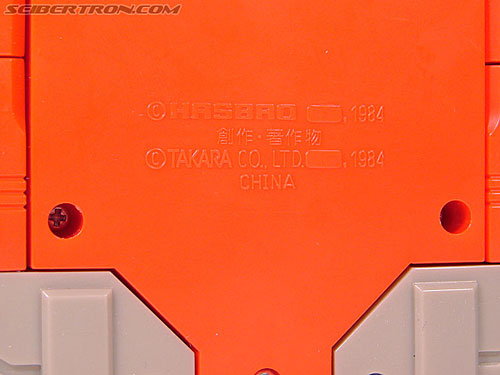 SEIBERTRON.COM
© HASBRO , 1984
創作・著作物
© TAKARA CO., LTD. , 1984
CHINA